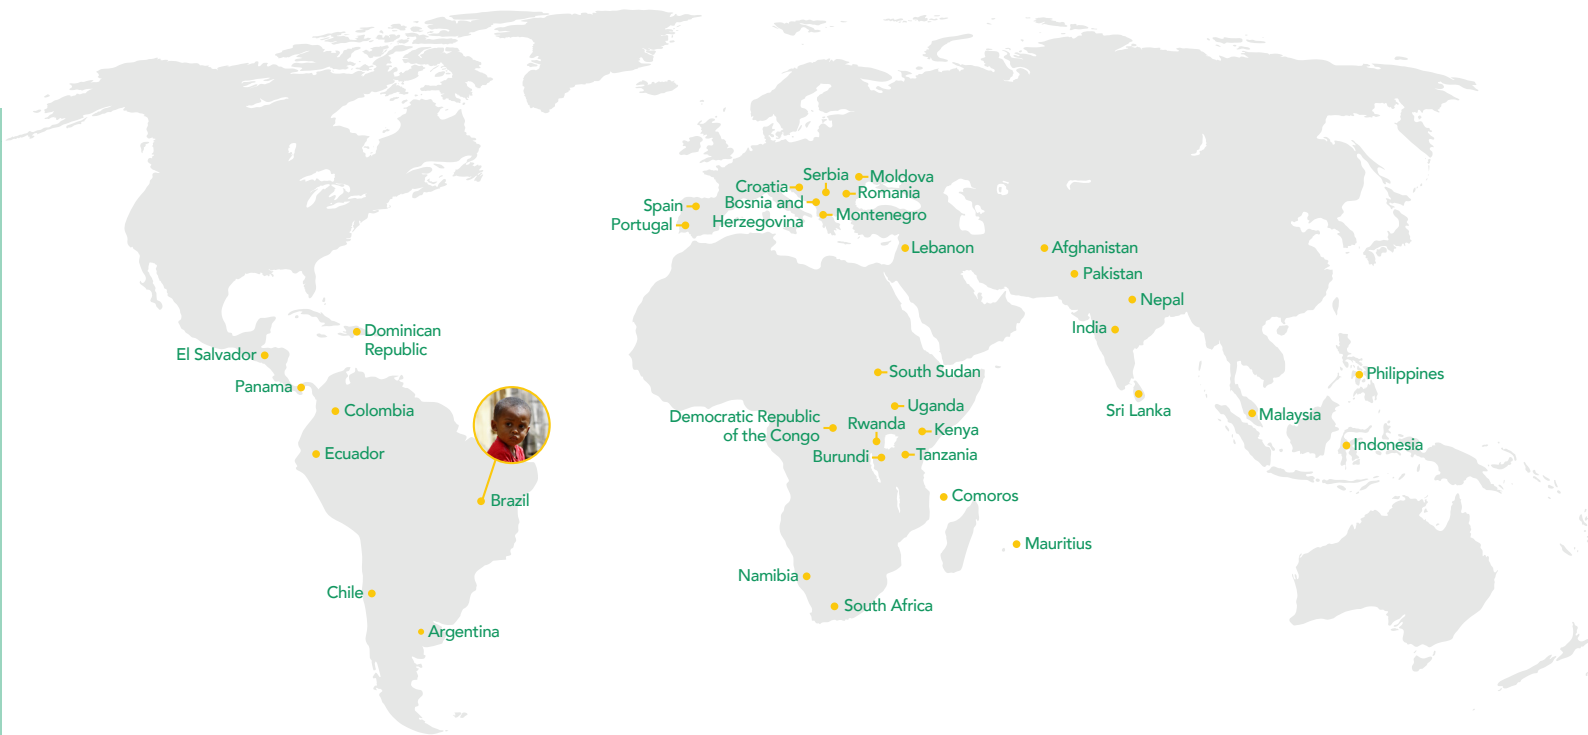 Serbia
Moldova
Croatia
Romania
Spain
Bosnia and
Herzegovina
Montenegro
Portugal
Lebanon
Afghanistan
Pakistan
Nepal
India
Dominican
Republic
El Salvador
Panama
Colombia
South Sudan
Philippines
Uganda
Sri Lanka
Malaysia
Democratic Republic
of the Congo
Rwanda
Kenya
Indonesia
Ecuador
Burundi
Tanzania
Brazil
Comoros
Mauritius
Namibia
Chile
South Africa
Argentina